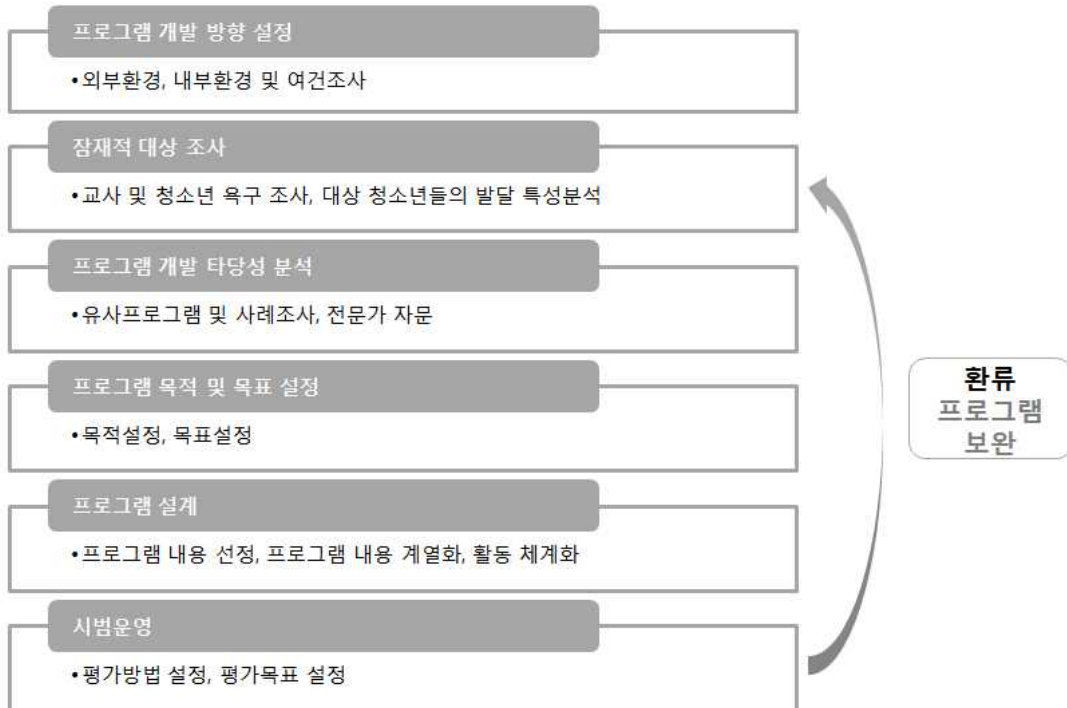 프로그램 개발 방향 설정
•외부환경, 내부환경 및 여건조사
잠재적 대상 조사
•교사 및 청소년 욕구 조사, 대상 청소년들의 발달 특성분석
프로그램 개발 타당성 분석
•유사프로그램 및 사례조사, 전문가 자문
프로그램 목적 및 목표 설정
•목적설정, 목표설정
프로그램 설계
•프로그램 내용 선정, 프로그램 내용 계열화, 활동 체계화
시범운영
•평가방법 설정, 평가목표 설정
환류
프로그램
보완